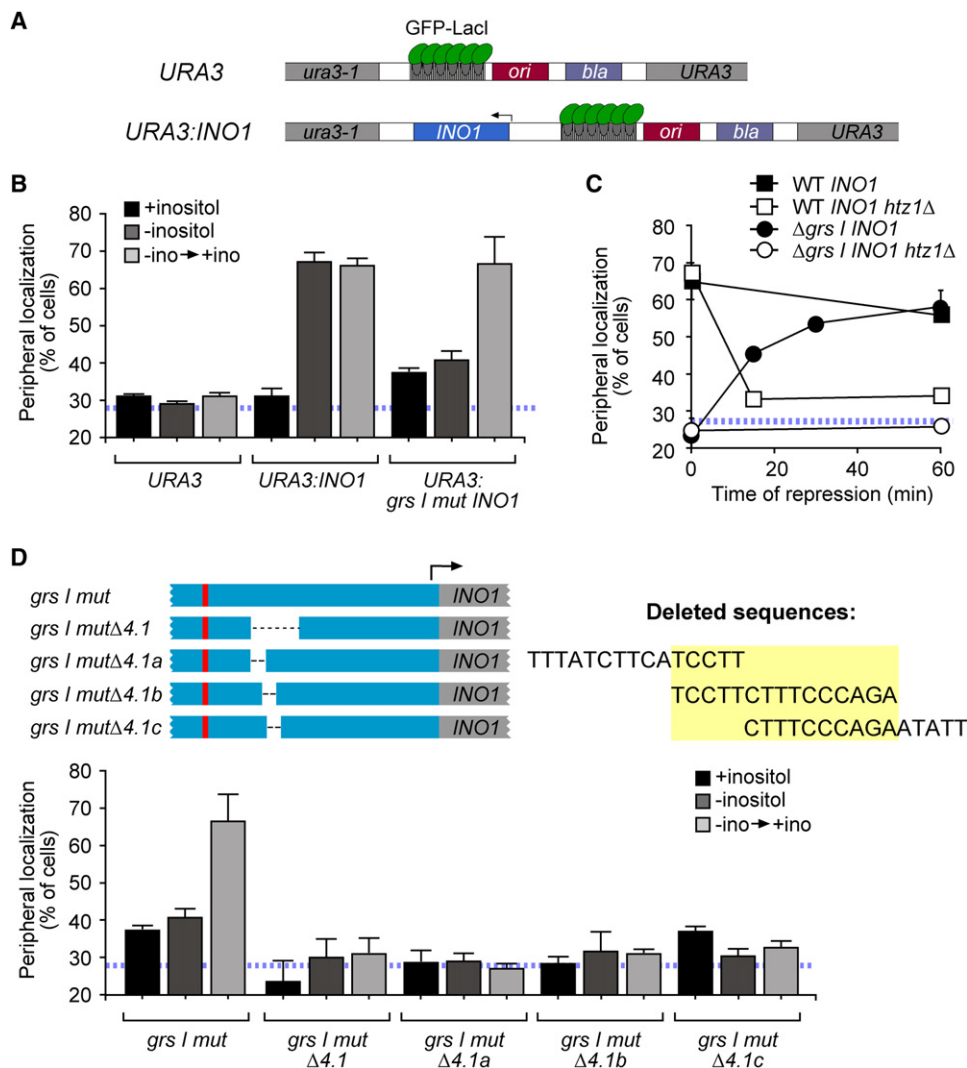 A
GFP-LacI
URA3
ura3-1
ori
bla
URA3
URA3:INO1
ura3-1
INO1
ori
bla
URA3
B
+inositol
-inositol
-ino→+ino
Peripheral localization
(% of cells)
80
70
60
50
40
30
20
URA3
URA3:INO1
URA3:
grs I mut INO1
C
WT INO1
WT INO1 htz1Δ
Δgrs I INO1
Δgrs I INO1 htz1Δ
Peripheral localization
(% of cells)
80
70
60
50
40
30
20
0
20
40
60
Time of repression (min)
D
grs I mut
INO1
grs I mutΔ4.1
INO1
grs I mutΔ4.1a
INO1
grs I mutΔ4.1b
INO1
grs I mutΔ4.1c
INO1
Deleted sequences:
TTTATCTTCATCCTT
TCCTTCTTTCCCAGA
CTTTCCCAGAATATT
+inositol
-inositol
-ino→+ino
Peripheral localization
(% of cells)
80
70
60
50
40
30
20
grs I mut
grs I mut
Δ4.1
grs I mut
Δ4.1a
grs I mut
Δ4.1b
grs I mut
Δ4.1c